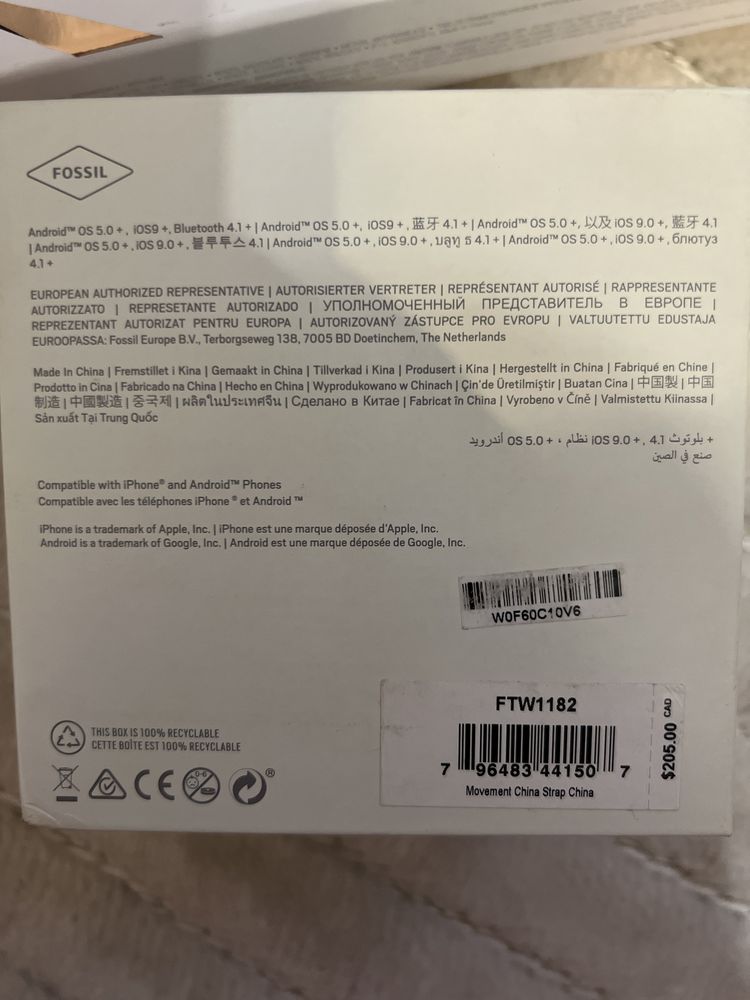 FOSSIL
Android™ OS 5.0 +, iOS9 +, Bluetooth 4.1 + | Android™ OS 5.0 +, iOS9 + , 蓝牙 4.1 + | Android™ OS 5.0 +, 以及 iOS 9.0 +, 藍牙 4.1
| Android™ OS 5.0 + , iOS 9.0 + , 블루투스 4.1 | Android™ OS 5.0 + , iOS 9.0 + , บลูทู ธ 4.1 + | Android™ OS 5.0 + , iOS 9.0 + , блютуз
4.1 +
EUROPEAN AUTHORIZED REPRESENTATIVE | AUTORISIERTER VERTRETER | REPRÉSENTANT AUTORISÉ | RAPPRESENTANTE
AUTORIZZATO | REPRESETANTE AUTORIZADO | УПОЛНОМОЧЕННЫЙ ПРЕДСТАВИТЕЛЬ В ЕВРОПЕ |
REPREZENTANT AUTORIZAT PENTRU EUROPA | AUTORIZOVANÝ ZÁSTUPCE PRO EVROPU | VALTUUTETTU EDUSTAJA
EUROOPASSA: Fossil Europe B.V., Terborgseweg 138, 7005 BD Doetinchem, The Netherlands
Made In China | Fremstillet i Kina | Gemaakt in China | Tillverkad i Kina | Produsert i Kina | Hergestellt in China | Fabriqué en Chine |
Prodotto in Cina | Fabricado na China | Hecho en China | Wyprodukowano w Chinach | Çin'de Üretilmiştir | Buatan Cina | 中国製 | 中国
制造 | 中國製造 | 중국제 | ผลิตในประเทศจีน | Сделано в Китае | Fabricat în China | Vyrobeno v Číně | Valmistettu Kiinassa |
Sản xuất Tại Trung Quốc
+ بلوتوث 4.1 , + iOS 9.0 نظام ، + OS 5.0 أندرويد
صنع في الصين
Compatible with iPhone® and Android™ Phones
Compatible avec les téléphones iPhone ® et Android ™
iPhone is a trademark of Apple, Inc. | iPhone est une marque déposée d'Apple, Inc.
Android is a trademark of Google, Inc. | Android est une marque déposée de Google, Inc.
W0F60C10V6
FTW1182
7 96483 44150 7
Movement China Strap China
$205.00 CAD
THIS BOX IS 100% RECYCLABLE
CETTE BOÎTE EST 100% RECYCLABLE
CE
0-6
®